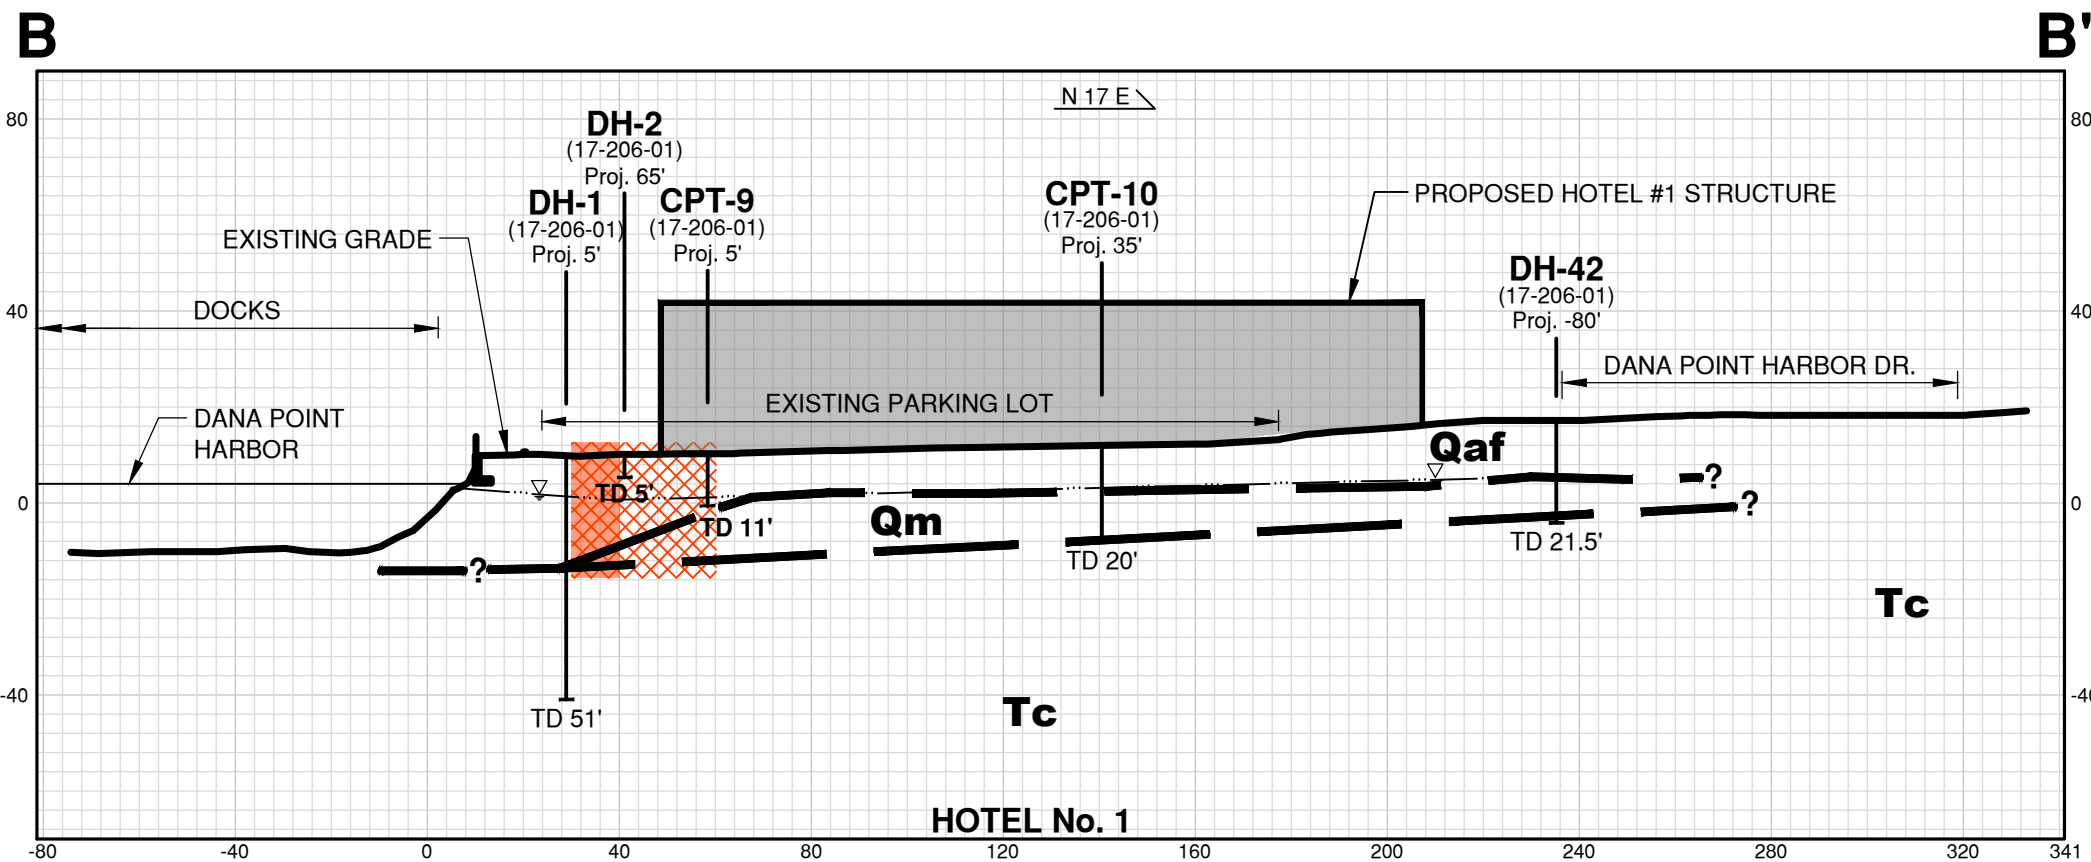 B
B'
N 17 E
80
80
DH-2
(17-206-01)
Proj. 65'
DH-1
(17-206-01)
Proj. 5'
CPT-9
(17-206-01)
Proj. 5'
CPT-10
(17-206-01)
Proj. 35'
PROPOSED HOTEL #1 STRUCTURE
EXISTING GRADE
DH-42
(17-206-01)
Proj. -80'
DOCKS
40
40
DANA POINT HARBOR DR.
EXISTING PARKING LOT
DANA POINT
HARBOR
Qaf
?
TD 5'
0
0
?
Qm
TD 11'
TD 20'
TD 21.5'
?
Tc
-40
-40
TD 51'
Tc
HOTEL No. 1
-80
-40
0
40
80
120
160
200
240
280
320
341